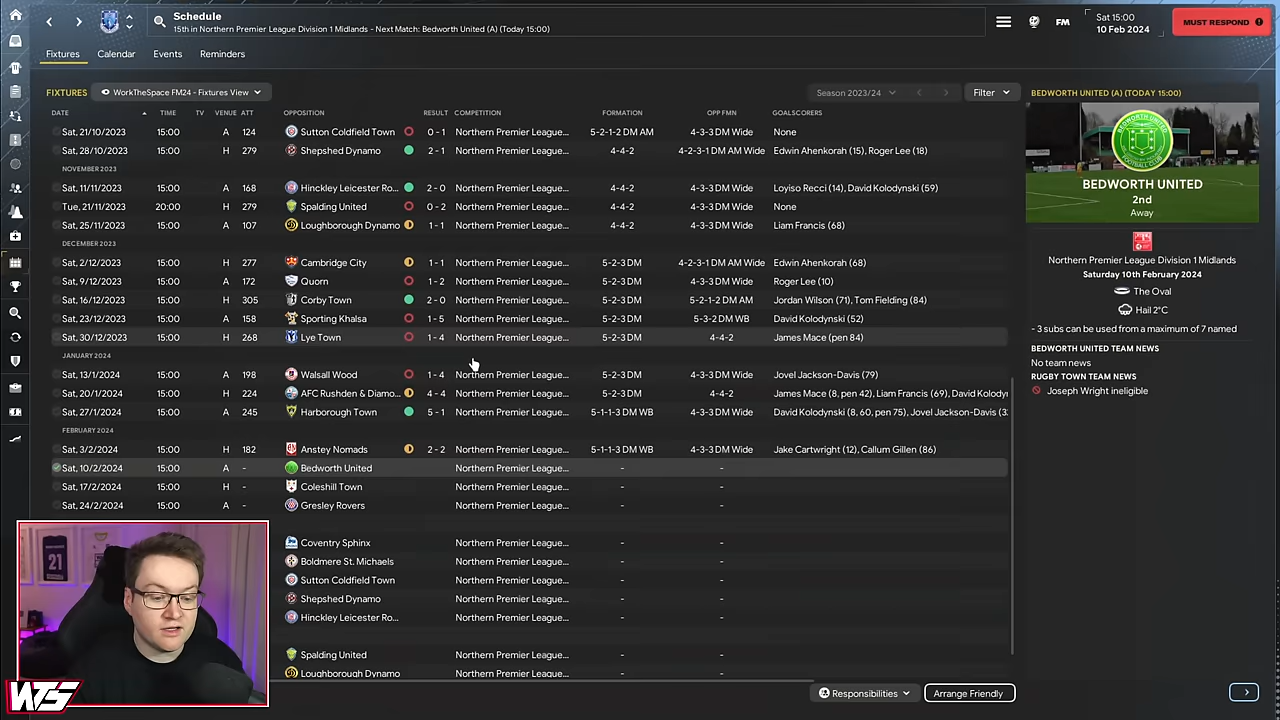 Schedule
15th in Northern Premier League Division 1 Midlands - Next Match: Bedworth United (A) (Today 15:00)
FM
Sat 15:00
10 Feb 2024
MUST RESPOND
Fixtures Calendar Events Reminders
FIXTURES WorkTheSpace FM24 - Fixtures View Season 2023/24 Filter
DATE TIME TV VENUE ATT OPPOSITION RESULT COMPETITION FORMATION OPP FMN GOALSCORERS
Sat, 21/10/2023 15:00 A 124 Sutton Coldfield Town 0 - 1 Northern Premier League... 5-2-1-2 DM AM 4-3-3 DM Wide None
Sat, 28/10/2023 15:00 H 279 Shepshed Dynamo 2 - 1 Northern Premier League... 4-4-2 4-2-3-1 DM AM Wide Edwin Ahenkorah (15), Roger Lee (18)
NOVEMBER 2023
Sat, 11/11/2023 15:00 A 168 Hinckley Leicester Ro... 2 - 0 Northern Premier League... 4-4-2 4-3-3 DM Wide Loyiso Recci (14), David Kolodynski (59)
Tue, 21/11/2023 20:00 H 279 Spalding United 0 - 2 Northern Premier League... 4-4-2 4-3-3 DM Wide None
Sat, 25/11/2023 15:00 A 107 Loughborough Dynamo 1 - 1 Northern Premier League... 4-4-2 4-3-3 DM Wide Liam Francis (68)
DECEMBER 2023
Sat, 2/12/2023 15:00 H 277 Cambridge City 1 - 1 Northern Premier League... 5-2-3 DM 4-2-3-1 DM AM Wide Edwin Ahenkorah (68)
Sat, 9/12/2023 15:00 A 172 Quorn 1 - 2 Northern Premier League... 5-2-3 DM 4-3-3 DM Wide Roger Lee (10)
Sat, 16/12/2023 15:00 H 305 Corby Town 2 - 0 Northern Premier League... 5-2-3 DM 5-2-1-2 DM AM Jordan Wilson (71), Tom Fielding (84)
Sat, 23/12/2023 15:00 A 158 Sporting Khalsa 1 - 5 Northern Premier League... 5-2-3 DM 5-3-2 DM WB David Kolodynski (52)
Sat, 30/12/2023 15:00 H 268 Lye Town 1 - 4 Northern Premier League... 5-2-3 DM 4-4-2 James Mace (pen 84)
JANUARY 2024
Sat, 13/1/2024 15:00 A 198 Walsall Wood 1 - 4 Northern Premier League... 5-2-3 DM 4-3-3 DM Wide Jovel Jackson-Davis (79)
Sat, 20/1/2024 15:00 H 224 AFC Rushden & Diamo... 4 - 4 Northern Premier League... 5-2-3 DM 4-4-2 James Mace (8, pen 42), Liam Francis (69), David Kolodyn
Sat, 27/1/2024 15:00 A 245 Harborough Town 5 - 1 Northern Premier League... 5-1-1-3 DM WB 4-3-3 DM Wide David Kolodynski (8, 60, pen 75), Jovel Jackson-Davis (3
FEBRUARY 2024
Sat, 3/2/2024 15:00 H 182 Anstey Nomads 2 - 2 Northern Premier League... 5-1-1-3 DM WB 4-3-3 DM Wide Jake Cartwright (12), Callum Gillen (86)
Sat, 10/2/2024 15:00 A - Bedworth United Northern Premier League... - -
Sat, 17/2/2024 15:00 H - Coleshill Town Northern Premier League... - -
Sat, 24/2/2024 15:00 A - Gresley Rovers Northern Premier League... - -
Coventry Sphinx Northern Premier League... - -
Boldmere St. Michaels Northern Premier League... - -
Sutton Coldfield Town Northern Premier League... - -
Shepshed Dynamo Northern Premier League... - -
Hinckley Leicester Ro... Northern Premier League... - -
Spalding United Northern Premier League... - -
Loughborough Dynamo Northern Premier League... - -
Responsibilities Arrange Friendly
BEDWORTH UNITED (A) (TODAY 15:00)
BEDWORTH UNITED
2nd
Away
Northern Premier League Division 1 Midlands
Saturday 10th February 2024
The Oval
Hail 2°C
- 3 subs can be used from a maximum of 7 named
BEDWORTH UNITED TEAM NEWS
No team news
RUGBY TOWN TEAM NEWS
Joseph Wright ineligible
21
WTS